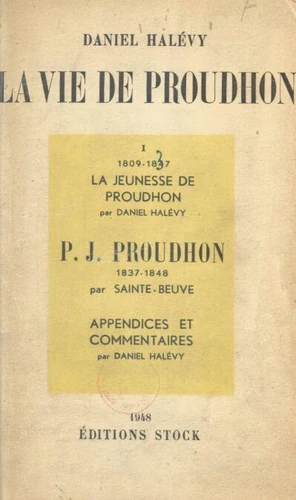 DANIEL HALÉVY
LA VIE DE PROUDHON
I
1809-1837
LA JEUNESSE DE
PROUDHON
par DANIEL HALÉVY
P. J. PROUDHON
1837-1848
par SAINTE-BEUVE
APPENDICES ET
COMMENTAIRES
par DANIEL HALÉVY
1948
ÉDITIONS STOCK